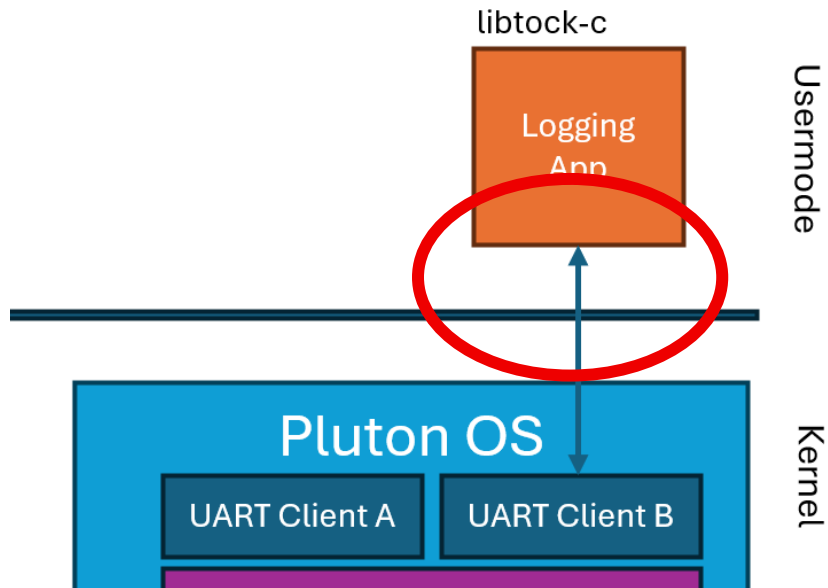 libtock-c
Logging
App
Usermode
Pluton OS
UART Client A
UART Client B
Kernel